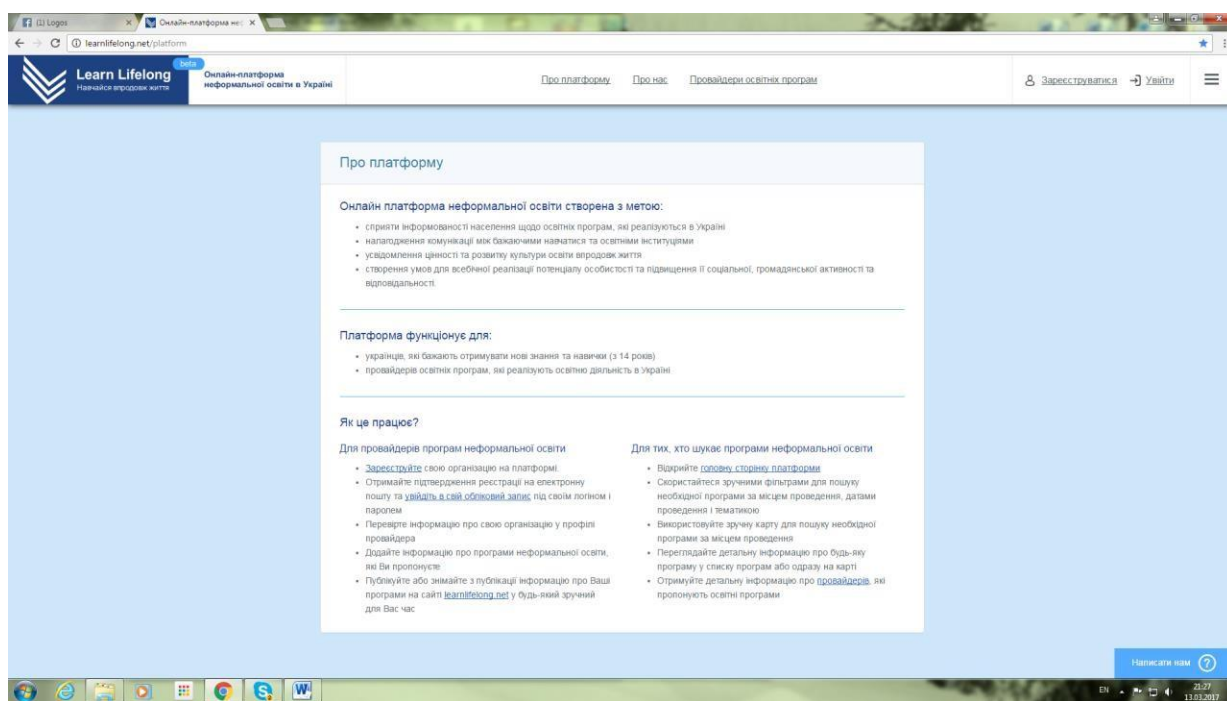 (1) Logos
Онлайн-платформа нес
learnlifelong.net/platform
Learn Lifelong
beta
Навчайся впродовж життя
Онлайн-платформа
неформальної освіти в Україні
Про платформу Про нас Провайдери освітніх програм
Зареєструватися Увійти
Про платформу
Онлайн платформа неформальної освіти створена з метою:
• сприяти інформованості населення щодо освітніх програм, які реалізуються в Україні
• налагодження комунікації між бажаючими навчатися та освітніми інституціями
• усвідомлення цінності та розвитку культури освіти впродовж життя
• створення умов для всебічної реалізації потенціалу особистості та підвищення її соціальної, громадянської активності та
відповідальності.
Платформа функціонує для:
• українців, які бажають отримувати нові знання та навички (з 14 років)
• провайдерів освітніх програм, які реалізують освітню діяльність в Україні
Як це працює?
Для провайдерів програм неформальної освіти
• Зареєструйте свою організацію на платформі
• Отримайте підтвердження реєстрації на електронну
пошту та увійдіть в свій обліковий запис під своїм логіном і
паролем
• Перевірте інформацію про свою організацію у профілі
провайдера
• Додайте інформацію про програми неформальної освіти,
які Ви пропонуєте
• Публікуйте або знімайте з публікації інформацію про Ваші
програми на сайті learnlifelong.net у будь-який зручний
для Вас час
Для тих, хто шукає програми неформальної освіти
• Відкрийте головну сторінку платформи
• Скористайтеся зручними фільтрами для пошуку
необхідної програми за місцем проведення, датами
проведення і тематикою
• Використовуйте зручну карту для пошуку необхідної
програми за місцем проведення
• Переглядайте детальну інформацію про будь-яку
програму у списку програм або одразу на карті
• Отримуйте детальну інформацію про провайдерів, які
пропонують освітні програми
Написати нам
EN
21:27
13.03.2017